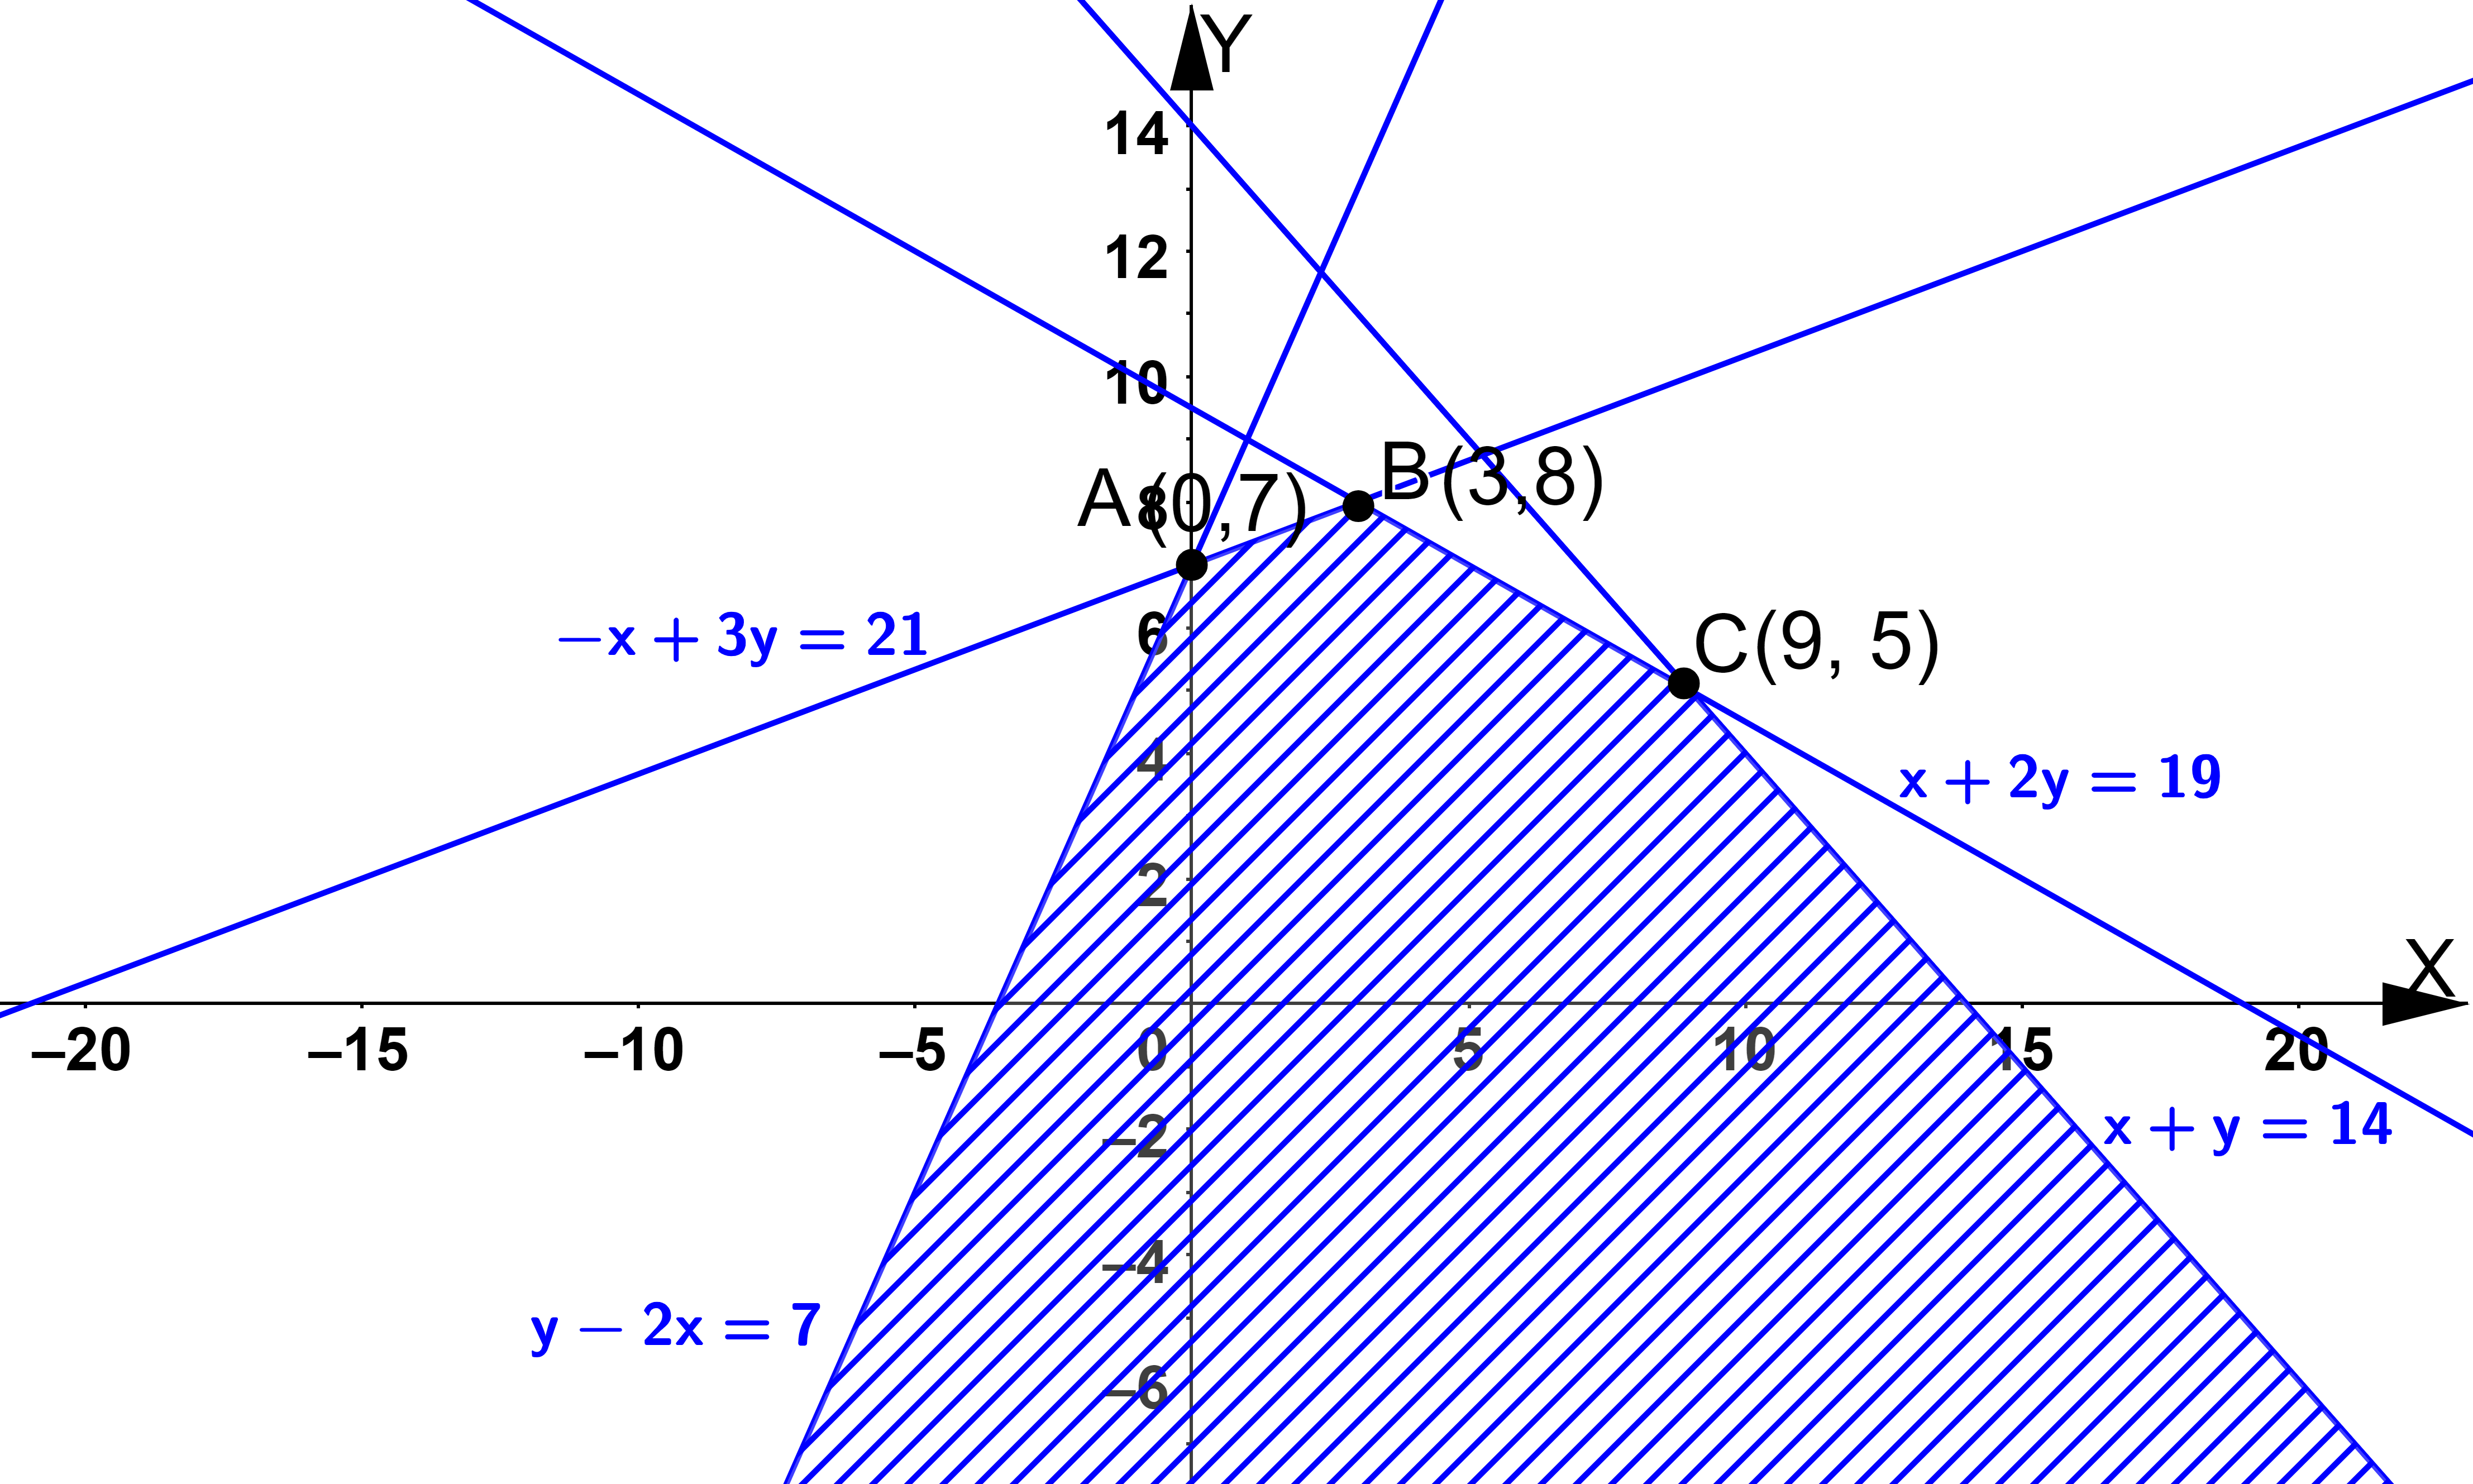 Y
14
12
10
8
A (0,7)
B(3,8)
6
−x + 3y = 21
C(9, 5)
4
x + 2y = 19
2
X
−20 −15 −10 −5 0 5 10 15 20
−2
x + y = 14
−4
y − 2x = 7
−6